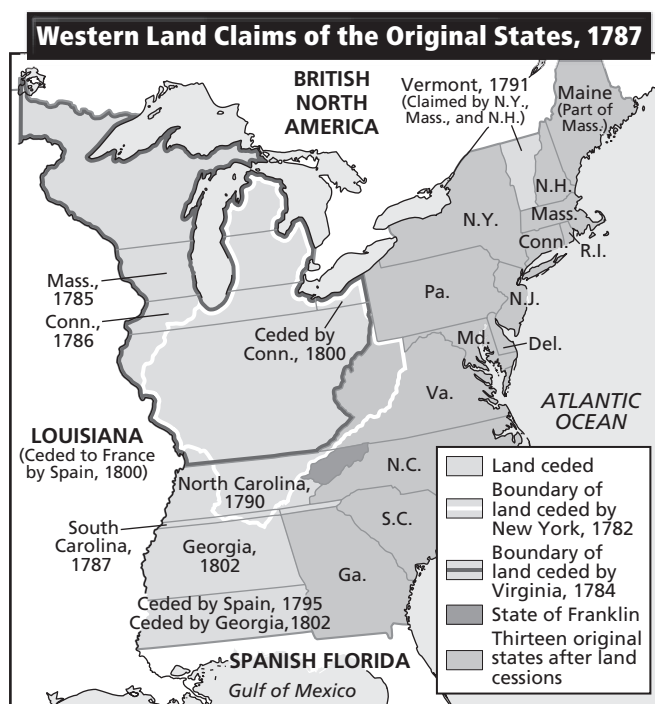 Western Land Claims of the Original States, 1787
BRITISH
NORTH
AMERICA
Vermont, 1791
(Claimed by N.Y.,
Mass., and N.H.)
Maine
(Part of
Mass.)
N.H.
N.Y.
Mass.
Conn.
R.I.
Mass.,
1785
Conn.,
1786
Pa.
N.J.
Ceded by
Conn., 1800
Md.
Del.
Va.
ATLANTIC
OCEAN
LOUISIANA
(Ceded to France
by Spain, 1800)
North Carolina,
1790
N.C.
South
Carolina,
1787
S.C.
Georgia,
1802
Ga.
Ceded by Spain, 1795
Ceded by Georgia,1802
SPANISH FLORIDA
Gulf of Mexico
Land ceded
Boundary of
land ceded by
New York, 1782
Boundary of
land ceded by
Virginia, 1784
State of Franklin
Thirteen original
states after land
cessions